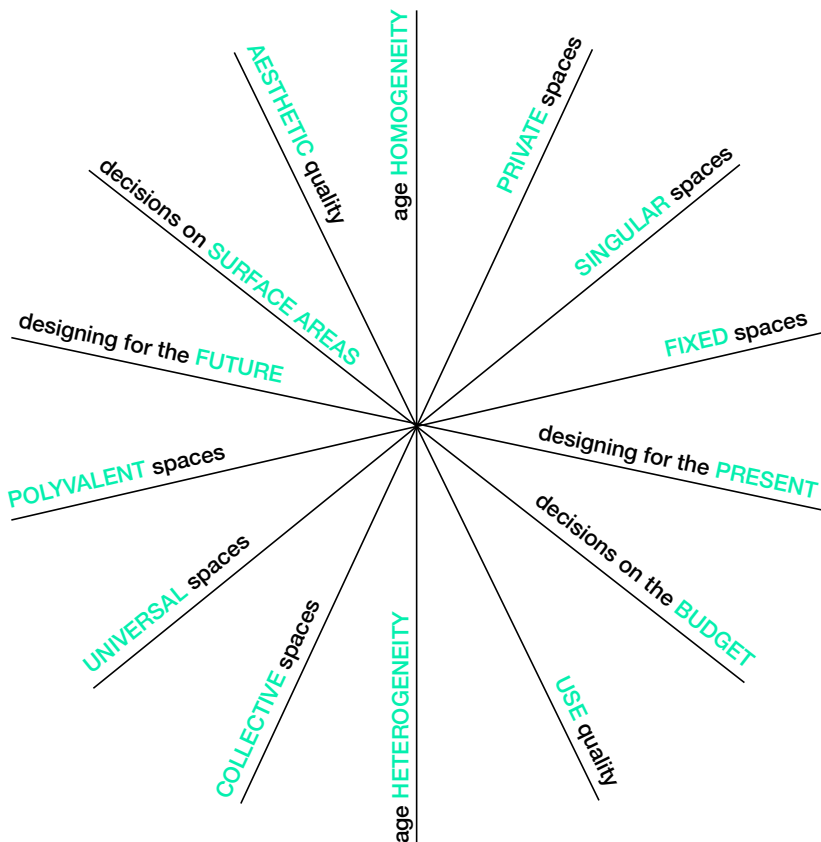 age HOMOGENEITY
PRIVATE spaces
SINGULAR spaces
FIXED spaces
designing for the PRESENT
decisions on the BUDGET
USE quality
age HETEROGENEITY
COLLECTIVE spaces
UNIVERSAL spaces
POLYVALENT spaces
designing for the FUTURE
decisions on SURFACE AREAS
AESTHETIC quality